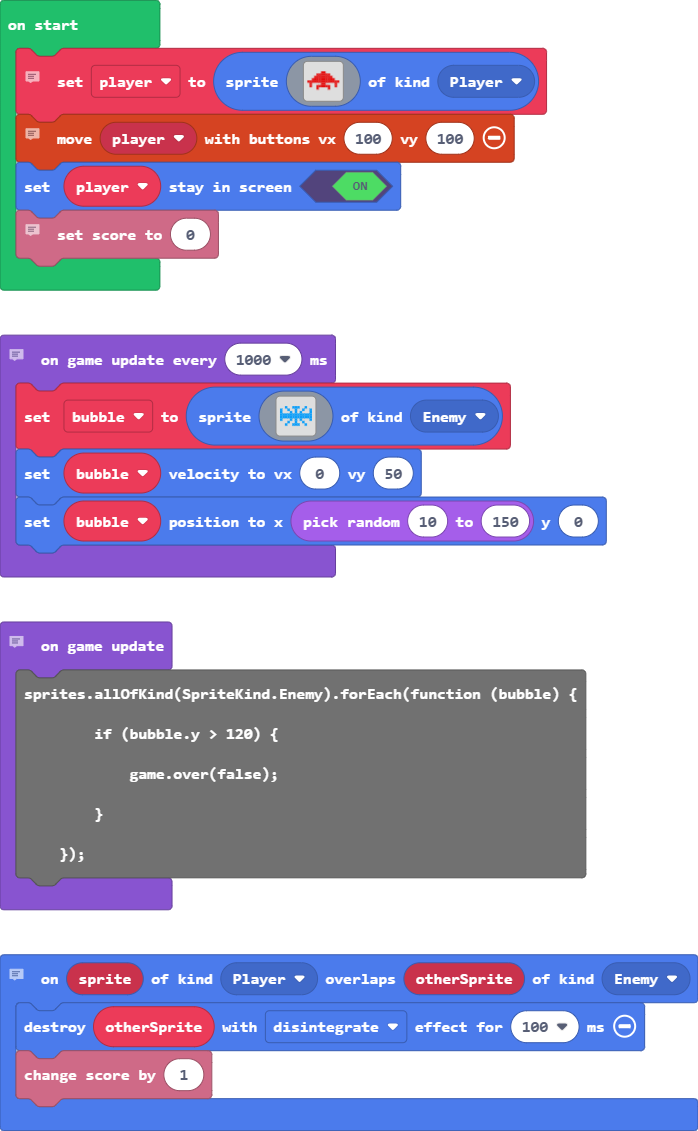 on start
set player to sprite of kind Player
move player with buttons vx 100 vy 100
set player stay in screen ON
set score to 0
on game update every 1000 ms
set bubble to sprite of kind Enemy
set bubble velocity to vx 0 vy 50
set bubble position to x pick random 10 to 150 y 0
on game update
sprites.allOfKind(SpriteKind.Enemy).forEach(function (bubble) {
if (bubble.y > 120) {
game.over(false);
}
});
on sprite of kind Player overlaps otherSprite of kind Enemy
destroy otherSprite with disintegrate effect for 100 ms
change score by 1